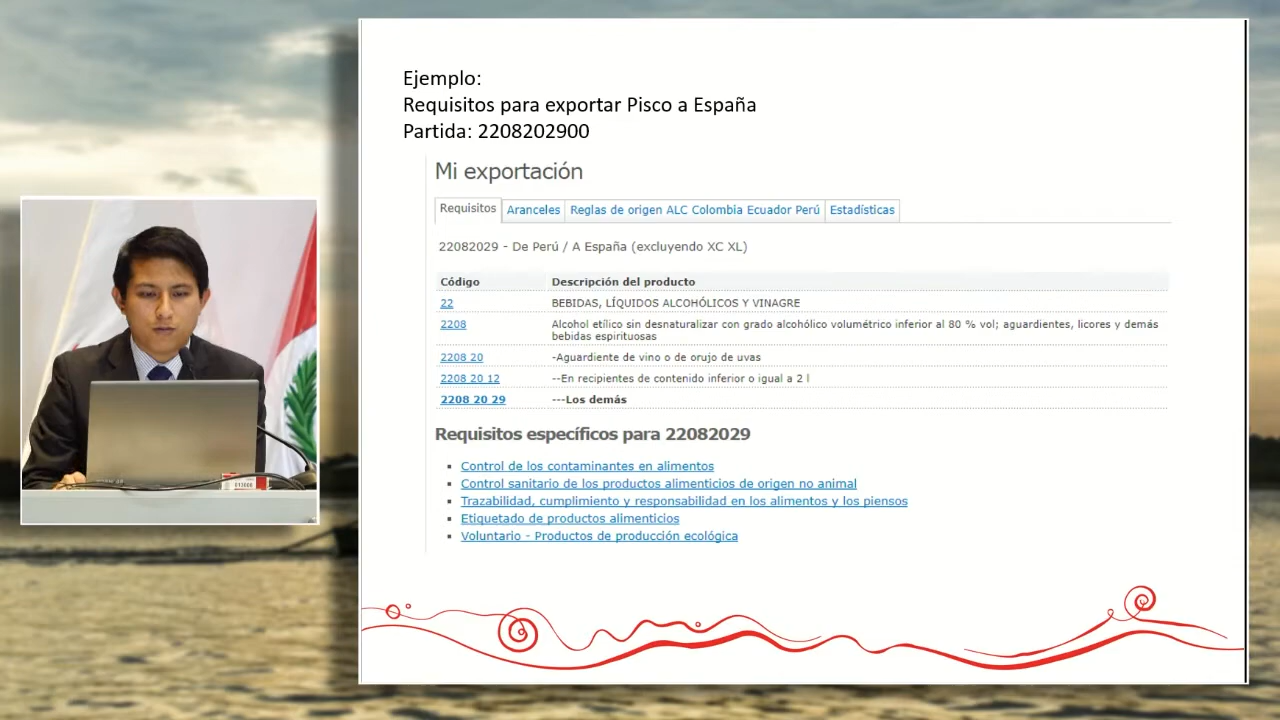 Ejemplo:
Requisitos para exportar Pisco a España
Partida: 2208202900
Mi exportación
Requisitos Aranceles Reglas de origen ALC Colombia Ecuador Perú Estadísticas
22082029 - De Perú / A España (excluyendo XC XL)
Código Descripción del producto
22 BEBIDAS, LÍQUIDOS ALCOHÓLICOS Y VINAGRE
2208 Alcohol etílico sin desnaturalizar con grado alcohólico volumétrico inferior al 80 % vol; aguardientes, licores y demás
bebidas espirituosas
2208 20 -Aguardiente de vino o de orujo de uvas
2208 20 12 --En recipientes de contenido inferior o igual a 2 l
2208 20 29 ---Los demás
Requisitos específicos para 22082029
Control de los contaminantes en alimentos
Control sanitario de los productos alimenticios de origen no animal
Trazabilidad, cumplimiento y responsabilidad en los alimentos y los piensos
Etiquetado de productos alimenticios
Voluntario - Productos de producción ecológica